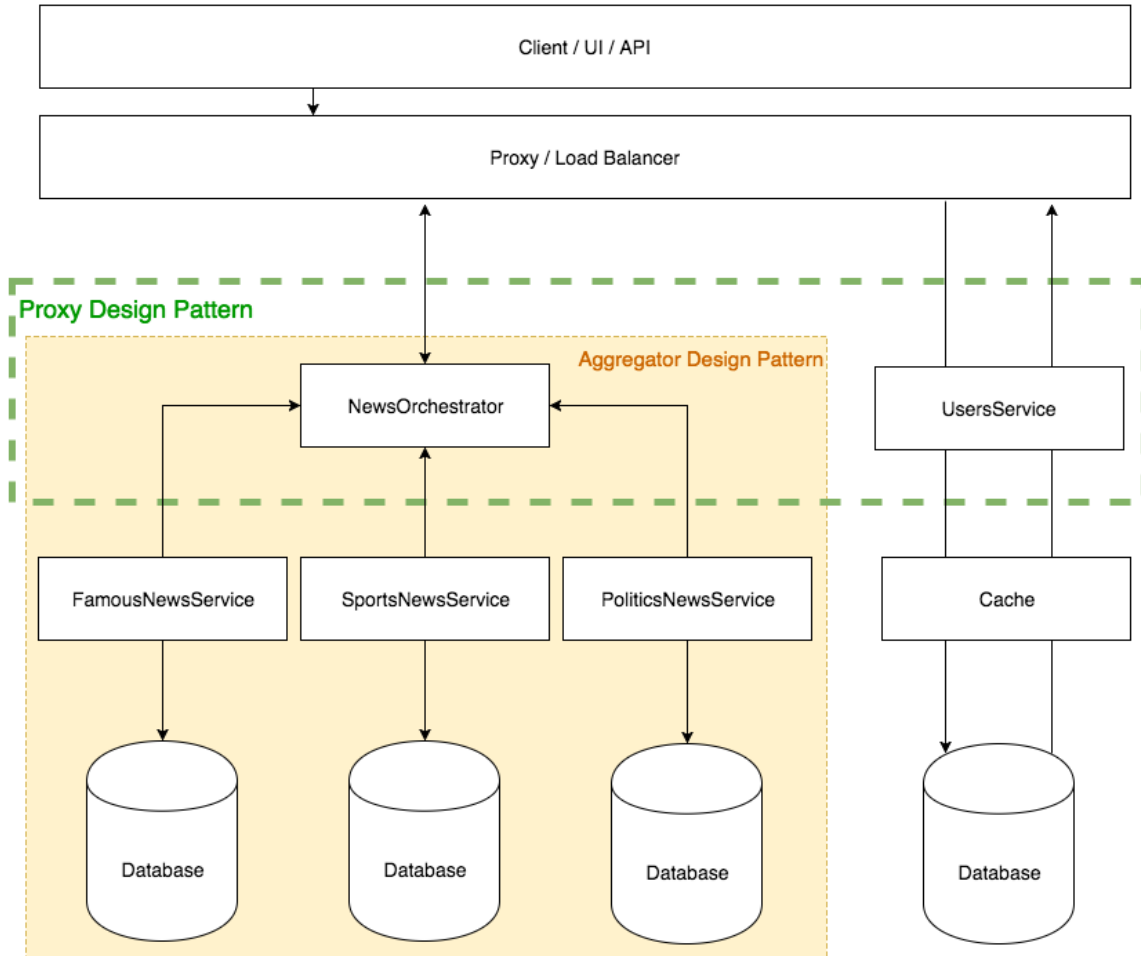 Client / UI / API
Proxy / Load Balancer
Proxy Design Pattern
Aggregator Design Pattern
NewsOrchestrator
UsersService
FamousNewsService
SportsNewsService
PoliticsNewsService
Cache
Database
Database
Database
Database